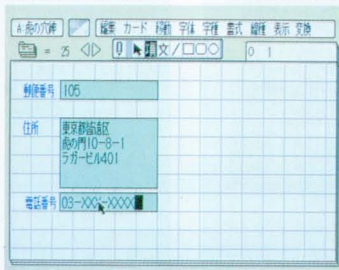 A:虎の穴神 編集 カード 移動 字体 字種 書式 線種 表示 変換
= 25 文 0 1
郵便番号 105
住所 東京都港区
虎の門10-8-1
ラガービル401
電話番号 03-XXX-XXXX